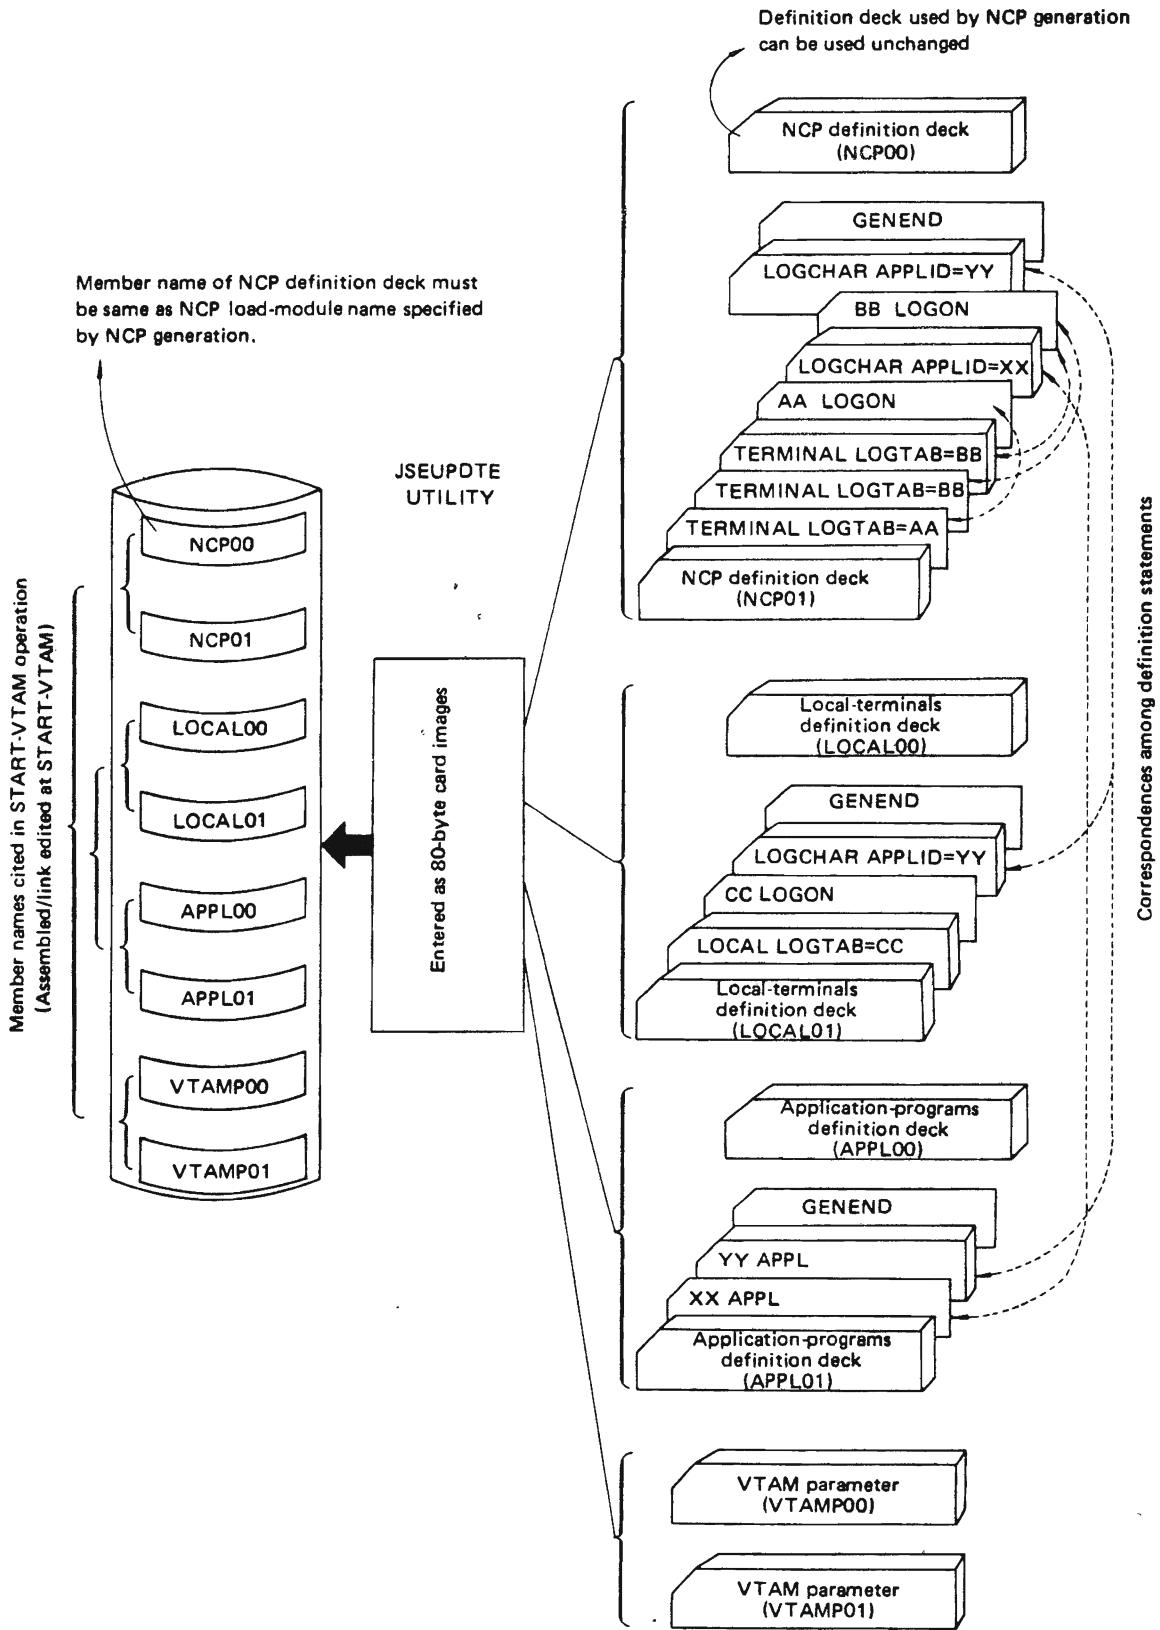 Definition deck used by NCP generation
can be used unchanged
NCP definition deck
(NCP00)
GENEND
LOGCHAR APPLID=YY
BB LOGON
LOGCHAR APPLID=XX
AA LOGON
TERMINAL LOGTAB=BB
TERMINAL LOGTAB=BB
TERMINAL LOGTAB=AA
NCP definition deck
(NCP01)
Member name of NCP definition deck must
be same as NCP load-module name specified
by NCP generation.
JSEUPDTE
UTILITY
NCP00
NCP01
LOCAL00
LOCAL01
APPL00
APPL01
VTAMP00
VTAMP01
Member names cited in START-VTAM operation
(Assembled/link edited at START-VTAM)
Entered as 80-byte card images
Local-terminals
definition deck
(LOCAL00)
GENEND
LOGCHAR APPLID=YY
CC LOGON
LOCAL LOGTAB=CC
Local-terminals
definition deck
(LOCAL01)
Application-programs
definition deck
(APPL00)
GENEND
YY APPL
XX APPL
Application-programs
definition deck
(APPL01)
VTAM parameter
(VTAMP00)
VTAM parameter
(VTAMP01)
Correspondences among definition statements